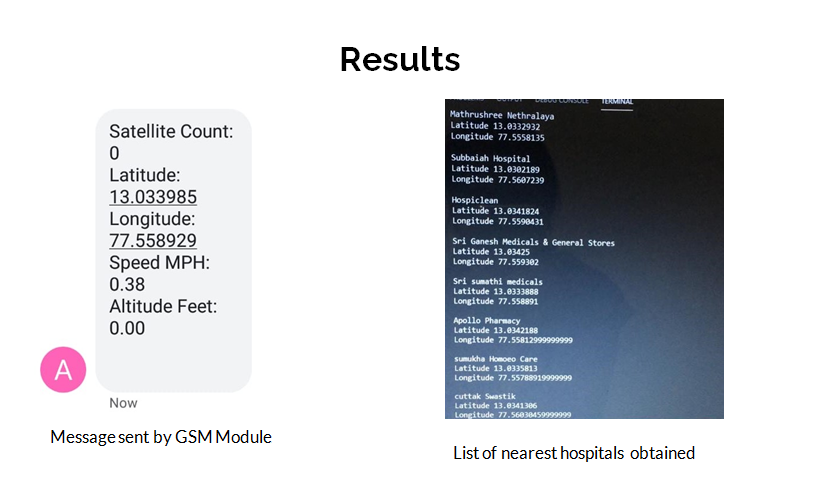 Results
Satellite Count:
0
Latitude:
13.033985
Longitude:
77.558929
Speed MPH:
0.38
Altitude Feet:
0.00
A
Now
Message sent by GSM Module
OUTPUT DEBUG CONSOLE TERMINAL
Mathrushree Nethralaya
Latitude 13.0332932
Longitude 77.5558135
Subbaiah Hospital
Latitude 13.0302189
Longitude 77.5607239
Hospiclean
Latitude 13.0341824
Longitude 77.5590431
Sri Ganesh Medicals & General Stores
Latitude 13.03425
Longitude 77.559302
Sri sumathi medicals
Latitude 13.0333888
Longitude 77.558891
Apollo Pharmacy
Latitude 13.0342188
Longitude 77.55812999999999
sumukha Homoeo Care
Latitude 13.0335813
Longitude 77.55788919999999
cuttak Swastik
Latitude 13.0341306
Longitude 77.56030459999999
List of nearest hospitals obtained